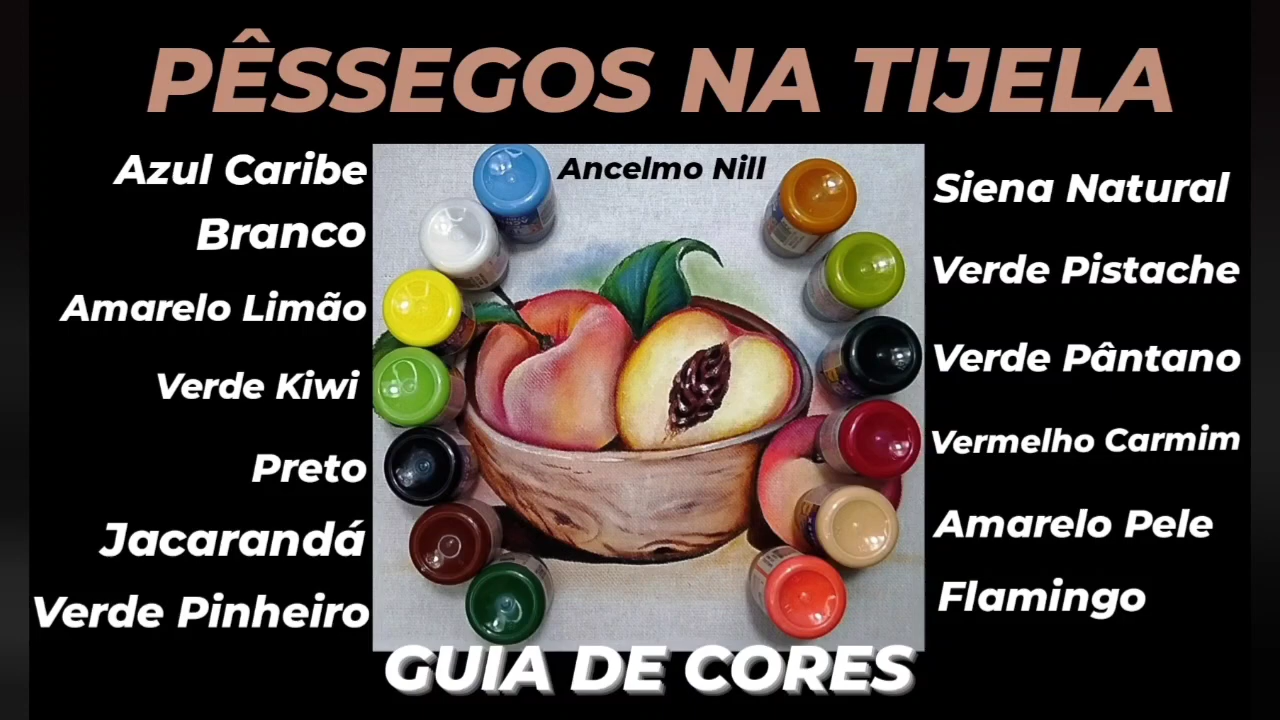 PÊSSEGOS NA TIJELA
Ancelmo Nill
Azul Caribe
Branco
Amarelo Limão
Verde Kiwi
Preto
Jacarandá
Verde Pinheiro
Siena Natural
Verde Pistache
Verde Pântano
Vermelho Carmim
Amarelo Pele
Flamingo
GUIA DE CORES